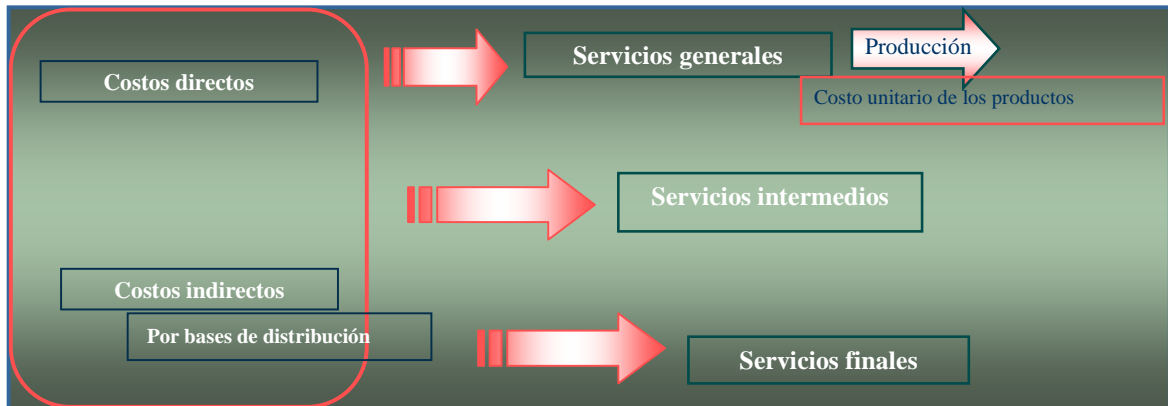 Costos directos
Servicios generales
Producción
Costo unitario de los productos
Servicios intermedios
Costos indirectos
Por bases de distribución
Servicios finales